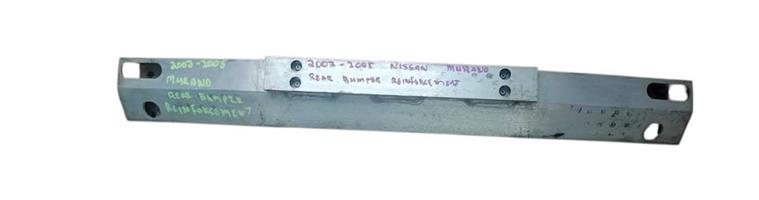 2003-2005
MURANO
REAR BUMPER
REINFORCEMENT
2003-2005 NISSAN MURANO
REAR BUMPER REINFORCEMENT